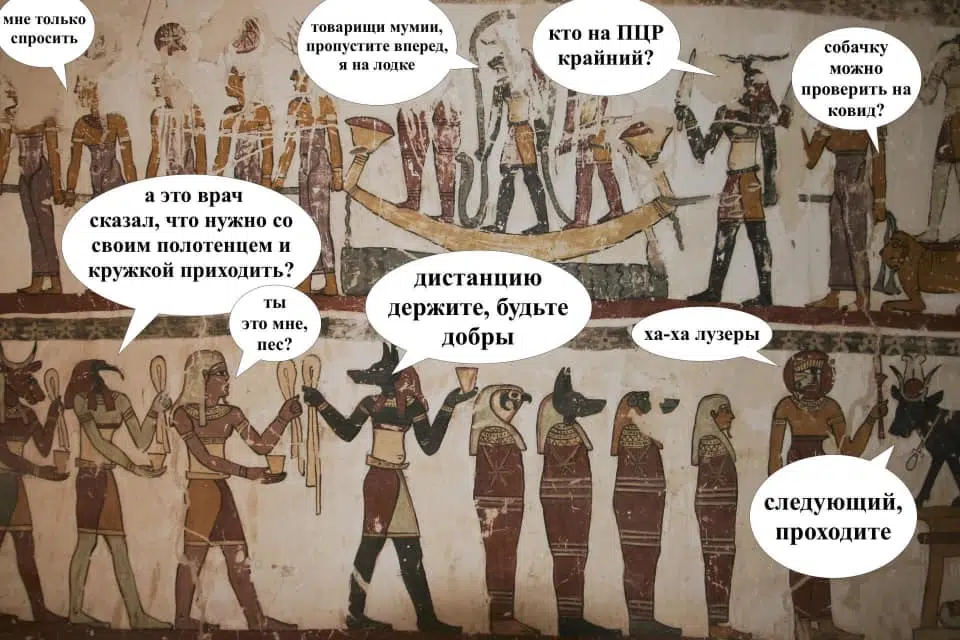 мне только
спросить
товарищи мумии,
пропустите вперед,
я на лодке
кто на ПЦР
крайний?
собачку
можно
проверить на
ковид?
а это врач
сказал, что нужно со
своим полотенцем и
кружкой приходить?
ты
это мне,
пес?
дистанцию
держите, будьте
добры
ха-ха лузеры
следующий,
проходите